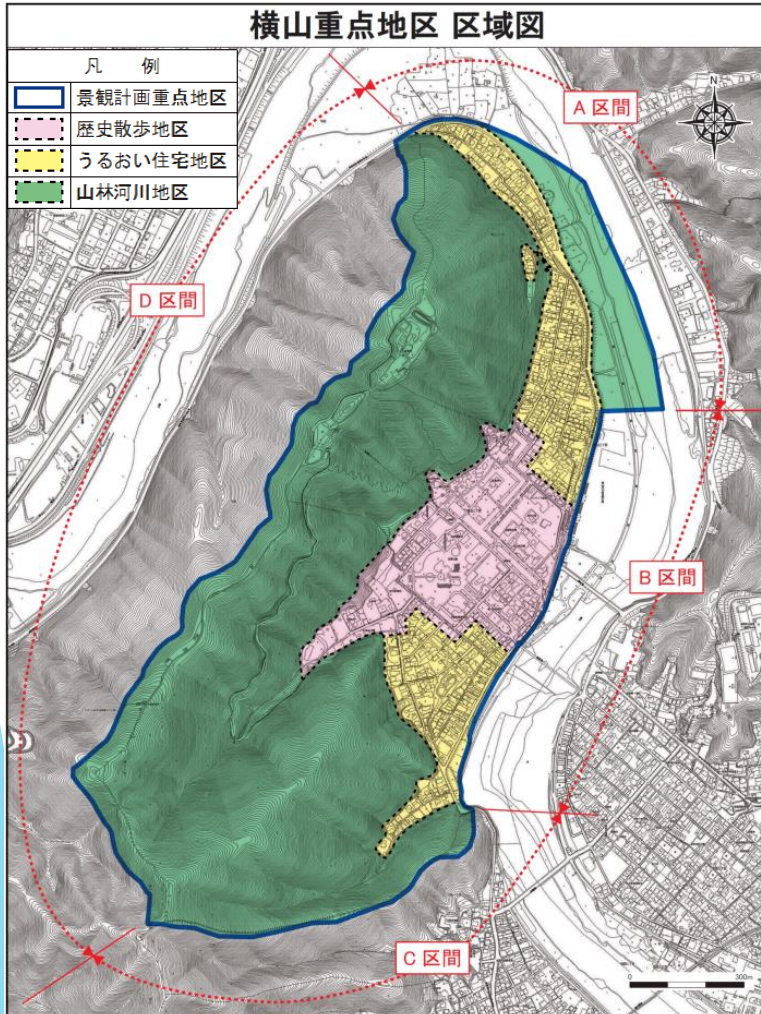 横山重点地区 区域図
凡 例
景観計画重点地区
歴史散歩地区
うるおい住宅地区
山林河川地区
N
A 区間
D 区間
B 区間
C 区間
0 300m